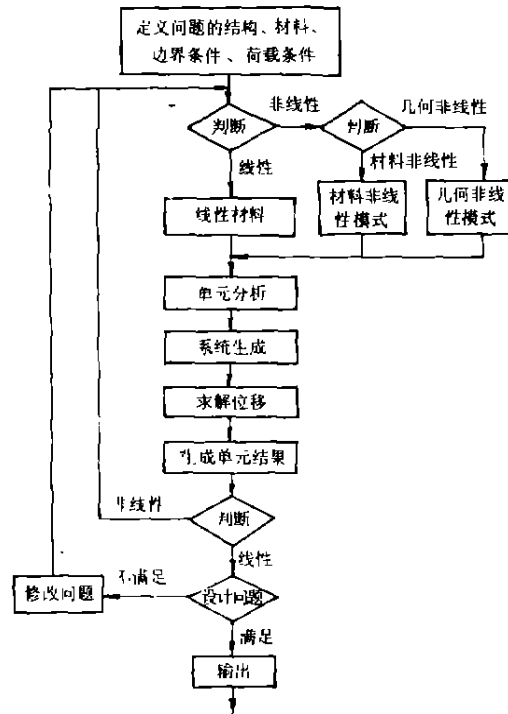 定义问题的结构、材料、
边界条件、荷载条件
判断
非线性
判断
几何非线性
线性
材料非线性
线性材料
材料非线
性模式
几何非线
性模式
单元分析
系统生成
求解位移
生成单元结果
非线性
判断
线性
修改问题
不满足
设计问题
满足
输出